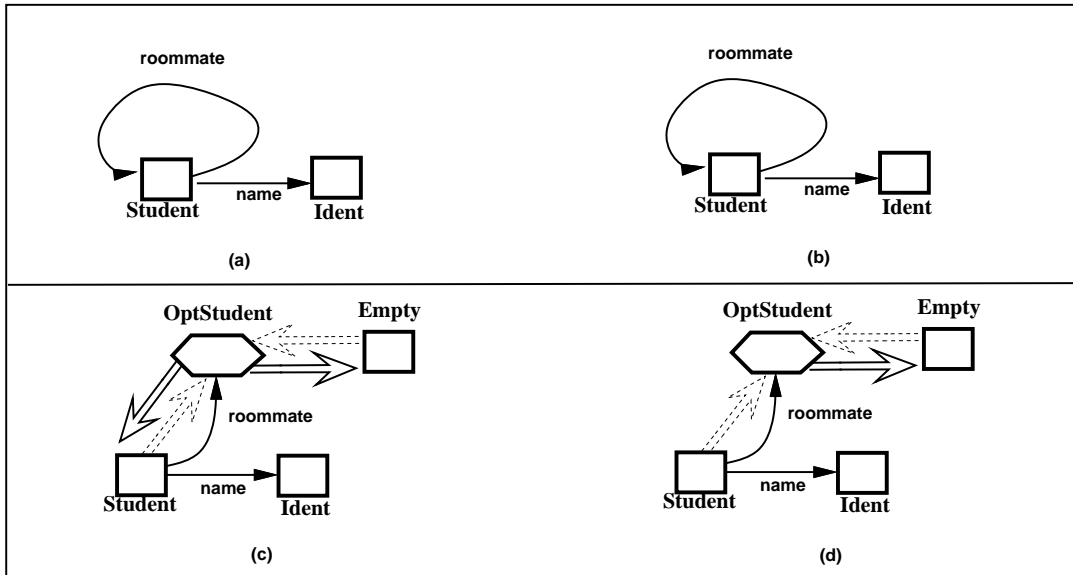 roommate
name
Student
Ident
(a)
roommate
name
Student
Ident
(b)
OptStudent
Empty
roommate
name
Student
Ident
(c)
OptStudent
Empty
roommate
name
Student
Ident
(d)